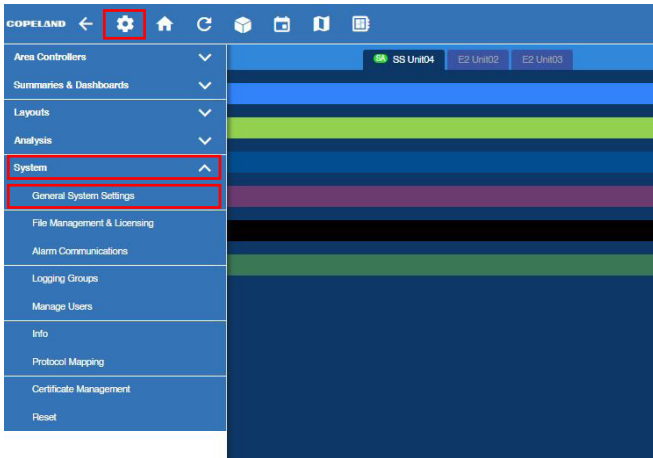 COPELAND
SA SS Unit04 E2 Unit02 E2 Unit03
Area Controllers
Summaries & Dashboards
Layouts
Analysis
System
General System Settings
File Management & Licensing
Alarm Communications
Logging Groups
Manage Users
Info
Protocol Mapping
Certificate Management
Reset